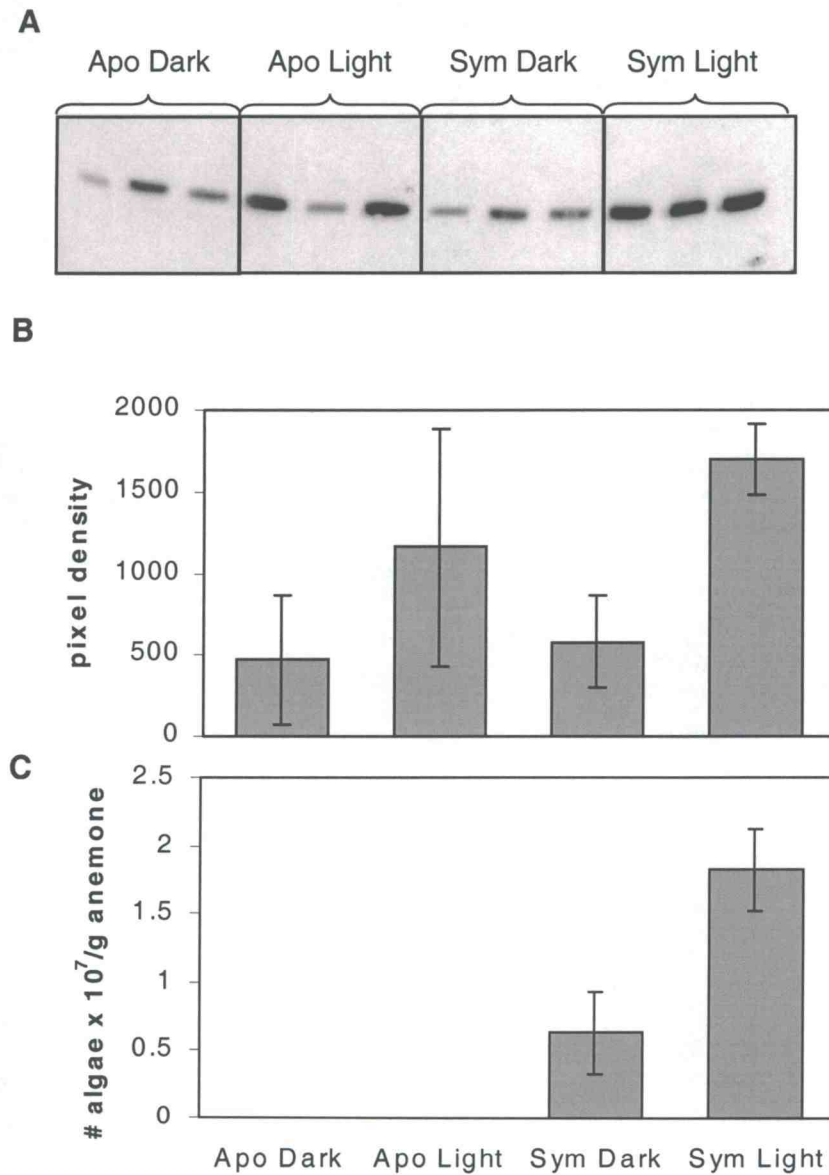 A
Apo Dark Apo Light Sym Dark Sym Light
B
2000
1500
1000
500
0
pixel density
C
2.5
2
1.5
1
0.5
0
# algae x 10⁷/g anemone
Apo Dark Apo Light Sym Dark Sym Light